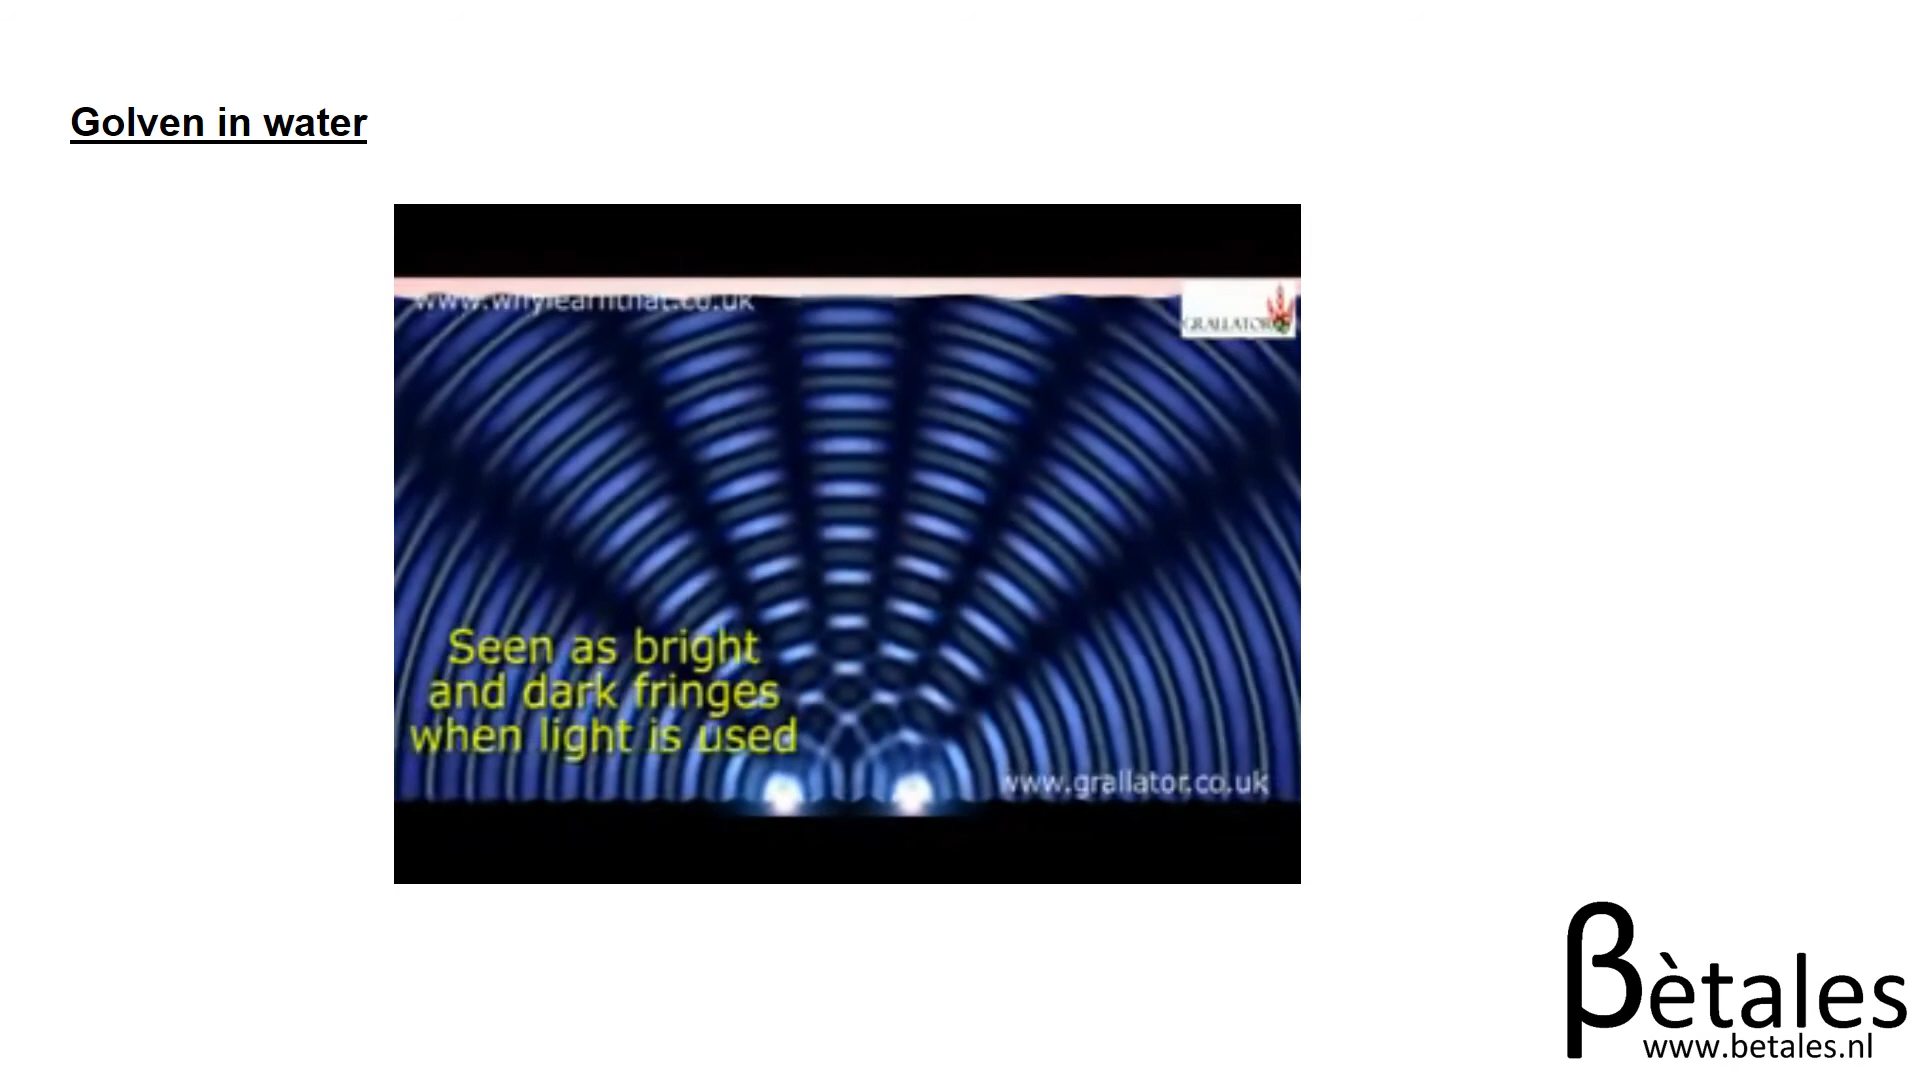 Golven in water
www.whylearnthat.co.uk
GRALLATOR
Seen as bright
and dark fringes
when light is used
www.grallator.co.uk
βètales
www.betales.nl